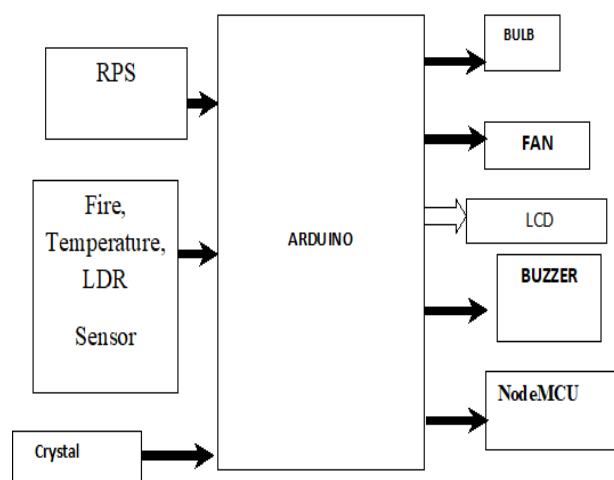 RPS
Fire,
Temperature,
LDR
Sensor
Crystal
ARDUINO
BULB
FAN
LCD
BUZZER
NodeMCU